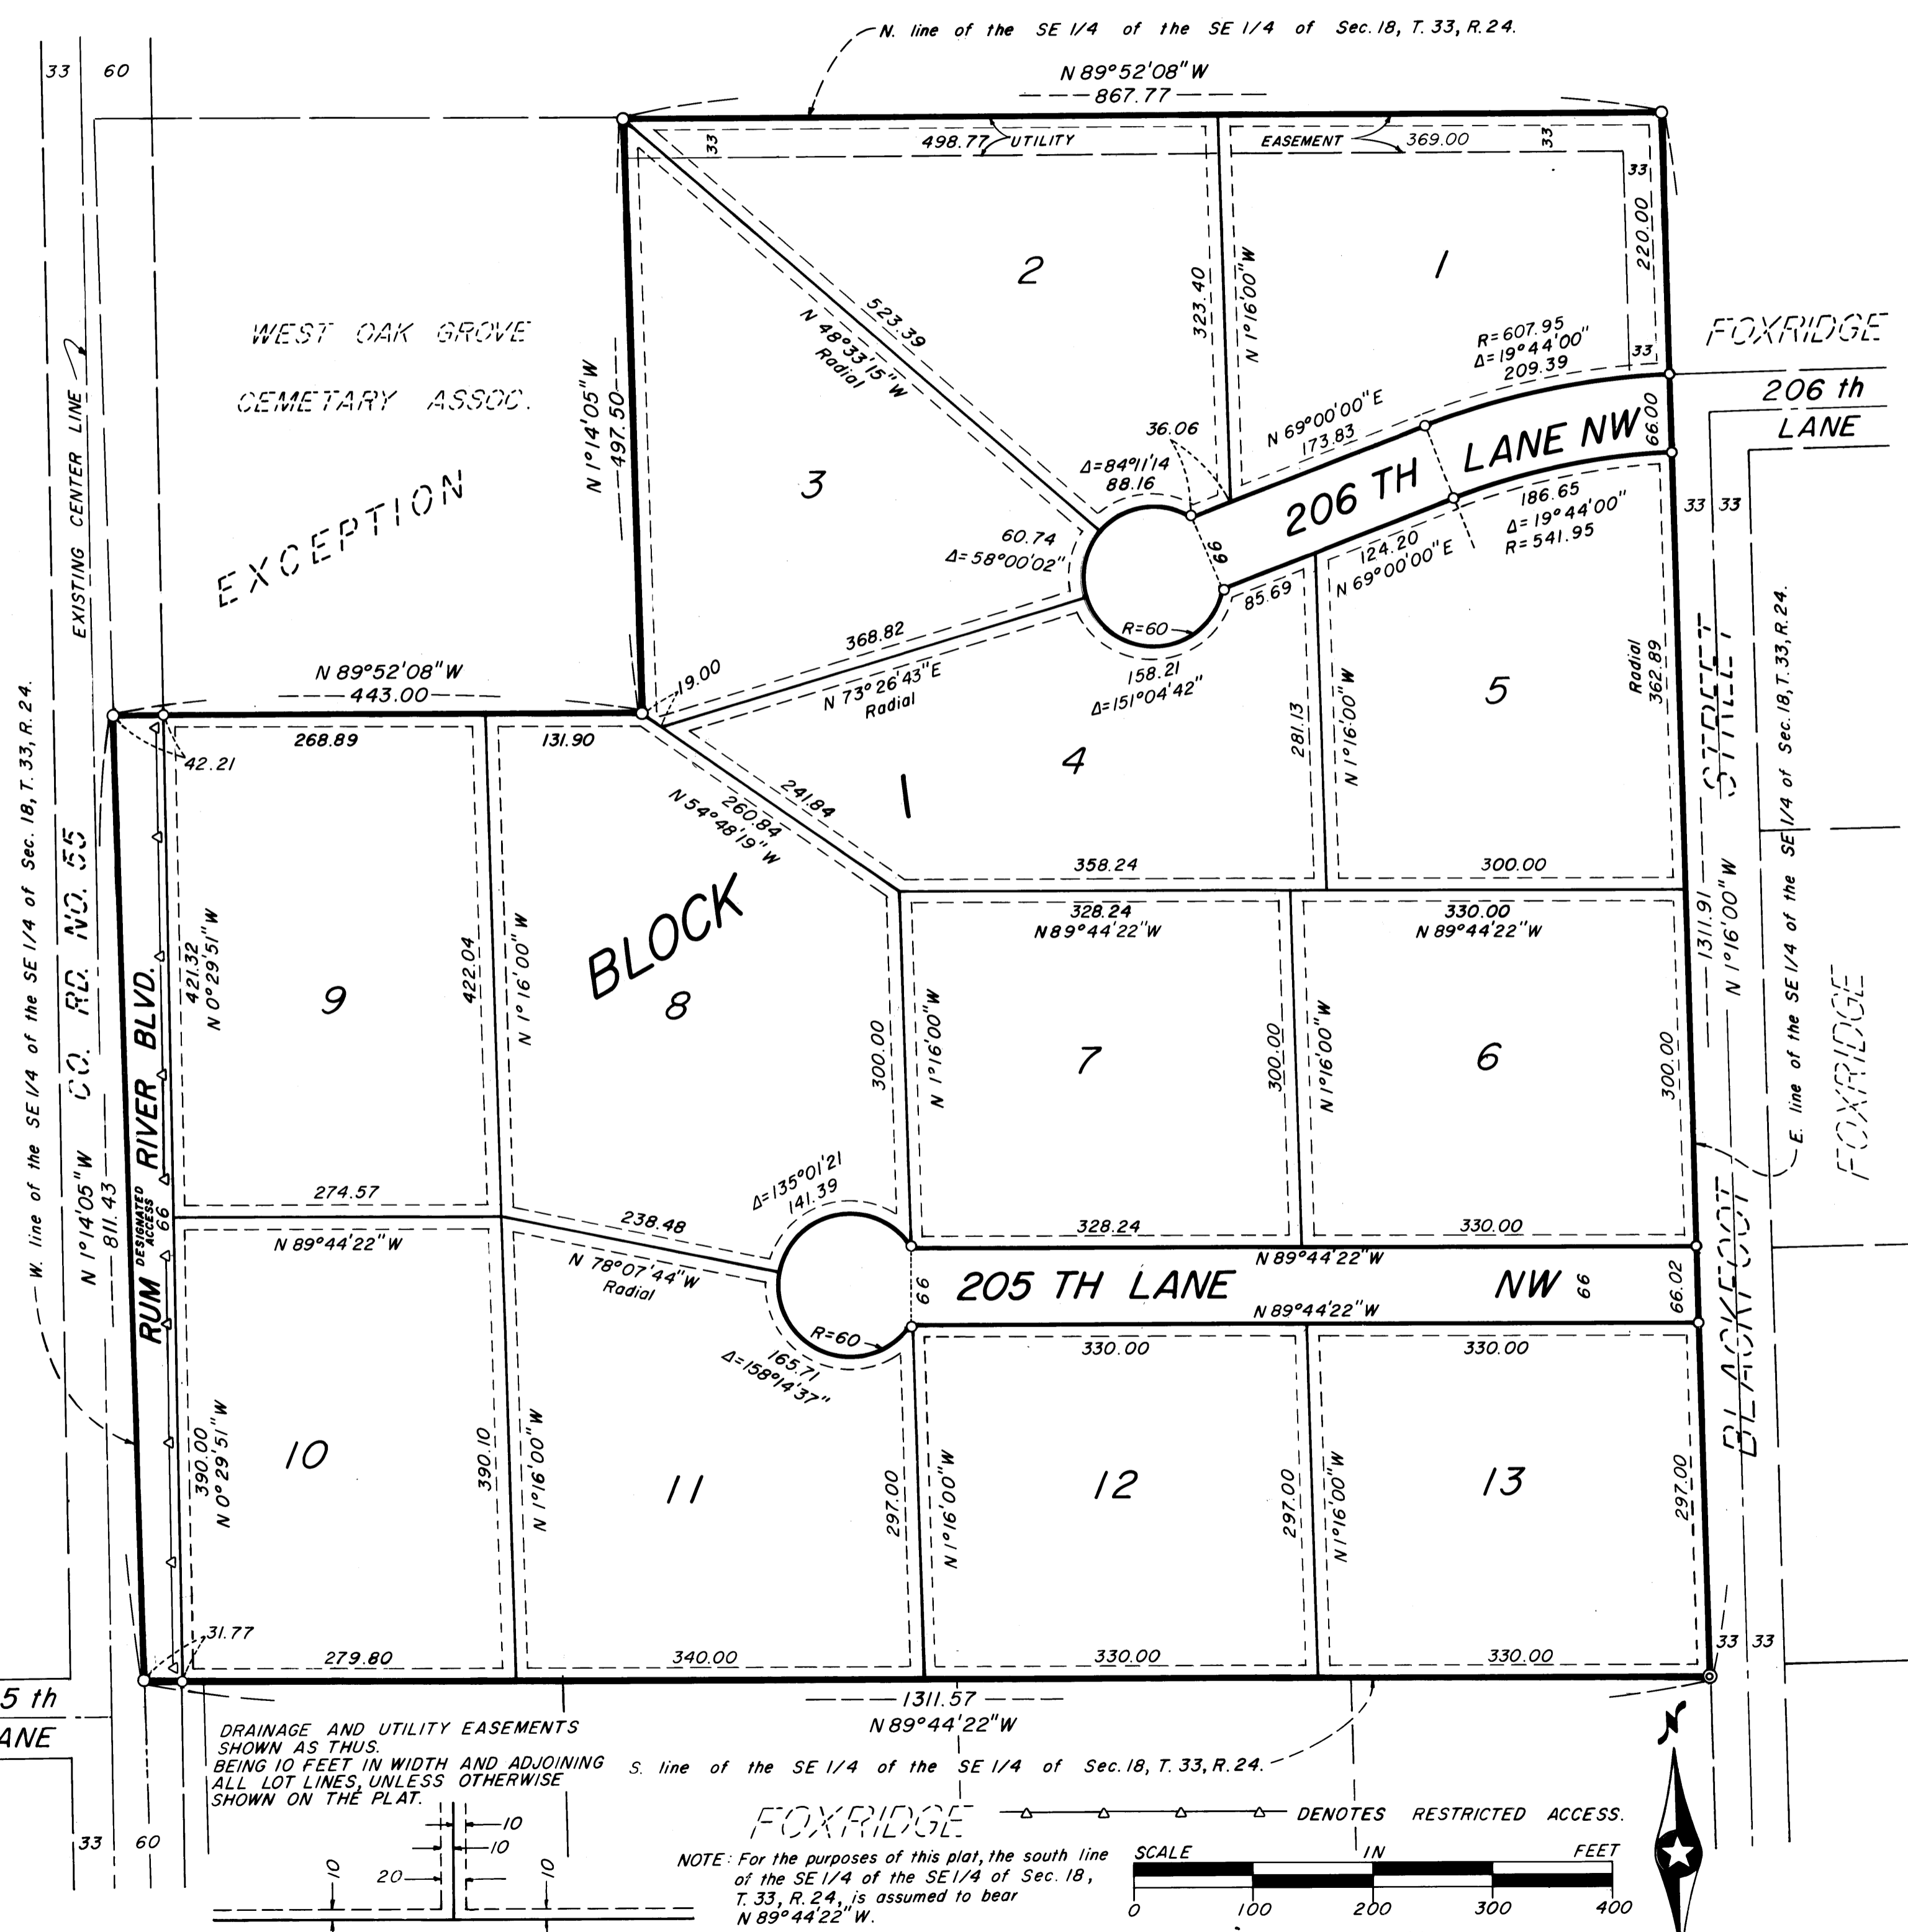 N. line of the SE 1/4 of the SE 1/4 of Sec. 18, T. 33, R. 24.
33 60
N 89°52'08" W
867.77
498.77 UTILITY
EASEMENT 369.00
33
33
33
220.00
33
2
1
WEST OAK GROVE
CEMETARY ASSOC.
EXCEPTION
EXISTING CENTER LINE
N 1°14'05" W
497.50
523.39
N 48°33'15" W
Radial
323.40
N 1°16'00" W
R=607.95
Δ=19°44'00"
209.39
FOXRIDGE
206 th
LANE
36.06
N 69°00'00" E
173.83
Δ=84°11'14
88.16
206 TH LANE NW
66.00
66
3
60.74
Δ=58°00'02"
186.65
Δ=19°44'00"
R=541.95
33 33
124.20
N 69°00'00" E
85.69
R=60
158.21
Δ=151°04'42"
368.82
N 73°26'43" E
Radial
19.00
N 89°52'08" W
443.00
268.89
131.90
42.21
241.84
260.84
N 54°48'19" W
4
1
281.13
N 1°16'00" W
5
Radial
362.89
358.24
300.00
STREET
W. line of the SE 1/4 of the SE 1/4 of Sec. 18, T. 33, R. 24.
E. line of the SE 1/4 of the SE 1/4 of Sec. 18, T. 33, R. 24.
CO. RD. NO. 55
N 1°14'05" W
811.43
RUM RIVER BLVD.
DESIGNATED
ACCESS
66
421.32
N 0°29'51" W
9
422.04
N 1°16'00" W
BLOCK
8
300.00
N 1°16'00" W
328.24
N 89°44'22" W
330.00
N 89°44'22" W
7
300.00
N 1°16'00" W
6
300.00
1311.91
N 1°16'00" W
FOXRIDGE
BLACKFOOT
274.57
N 89°44'22" W
238.48
N 78°07'44" W
Radial
Δ=135°01'21
141.39
328.24
330.00
N 89°44'22" W
205 TH LANE NW
66
66
66.02
N 89°44'22" W
R=60
165.71
Δ=158°14'37"
330.00
330.00
390.00
N 0°29'51" W
10
390.10
N 1°16'00" W
11
297.00
N 1°16'00" W
12
297.00
N 1°16'00" W
13
297.00
31.77
279.80
340.00
330.00
330.00
33 33
5 th
ANE
1311.57
N 89°44'22" W
S. line of the SE 1/4 of the SE 1/4 of Sec. 18, T. 33, R. 24.
DRAINAGE AND UTILITY EASEMENTS
SHOWN AS THUS.
BEING 10 FEET IN WIDTH AND ADJOINING
ALL LOT LINES, UNLESS OTHERWISE
SHOWN ON THE PLAT.
33 60
10
10
20
10
10
FOXRIDGE
DENOTES RESTRICTED ACCESS.
NOTE: For the purposes of this plat, the south line
of the SE 1/4 of the SE 1/4 of Sec. 18,
T. 33, R. 24, is assumed to bear
N 89°44'22" W.
SCALE IN FEET
0 100 200 300 400
N